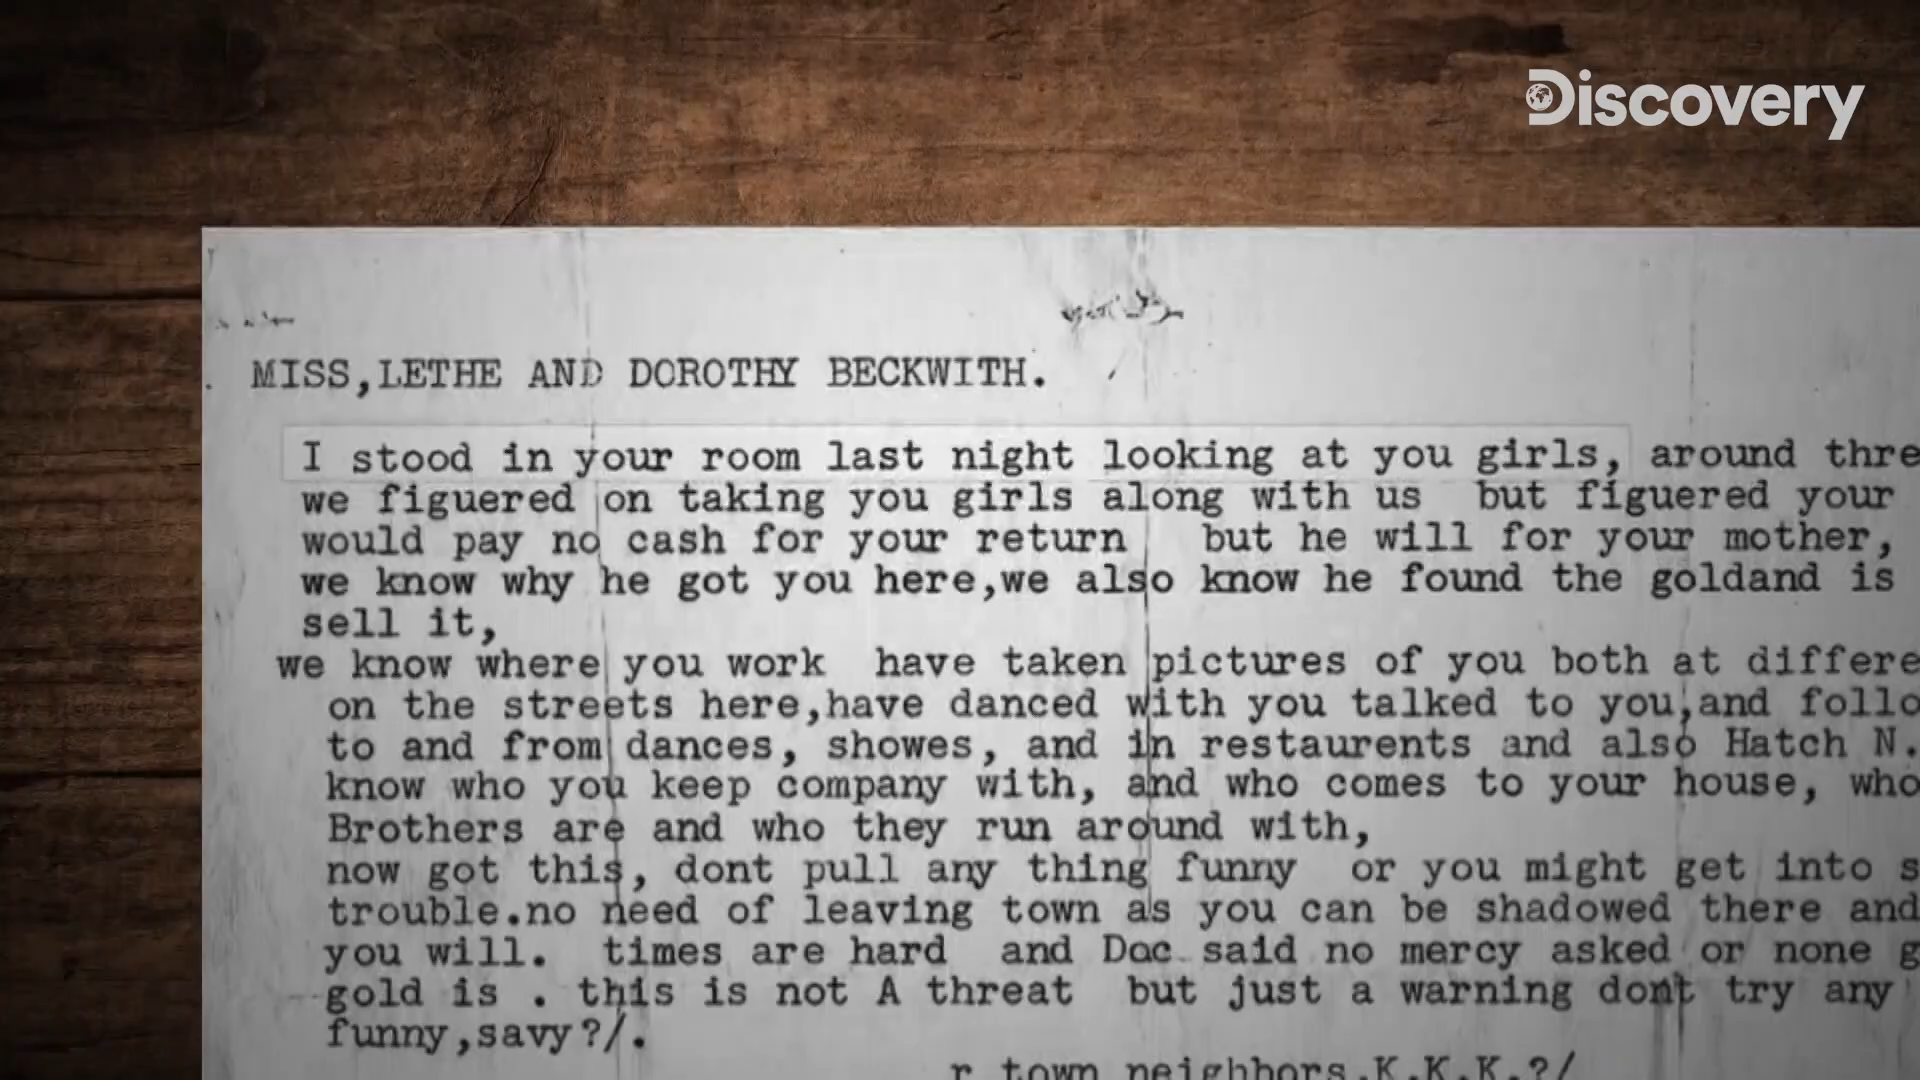 Discovery
MISS,LETHE AND DOROTHY BECKWITH.
I stood in your room last night looking at you girls, around thre
we figuered on taking you girls along with us but figuered your
would pay no cash for your return but he will for your mother,
we know why he got you here,we also know he found the goldand is
sell it,
we know where you work have taken pictures of you both at differe
on the streets here,have danced with you talked to you,and follo
to and from dances, showes, and in restaurents and also Hatch N.
know who you keep company with, and who comes to your house, who
Brothers are and who they run around with,
now got this, dont pull any thing funny or you might get into s
trouble.no need of leaving town as you can be shadowed there and
you will. times are hard and Doc said no mercy asked or none g
gold is . this is not A threat but just a warning dont try any
funny,savy?/.
r town neighbors.K.K.K.?/